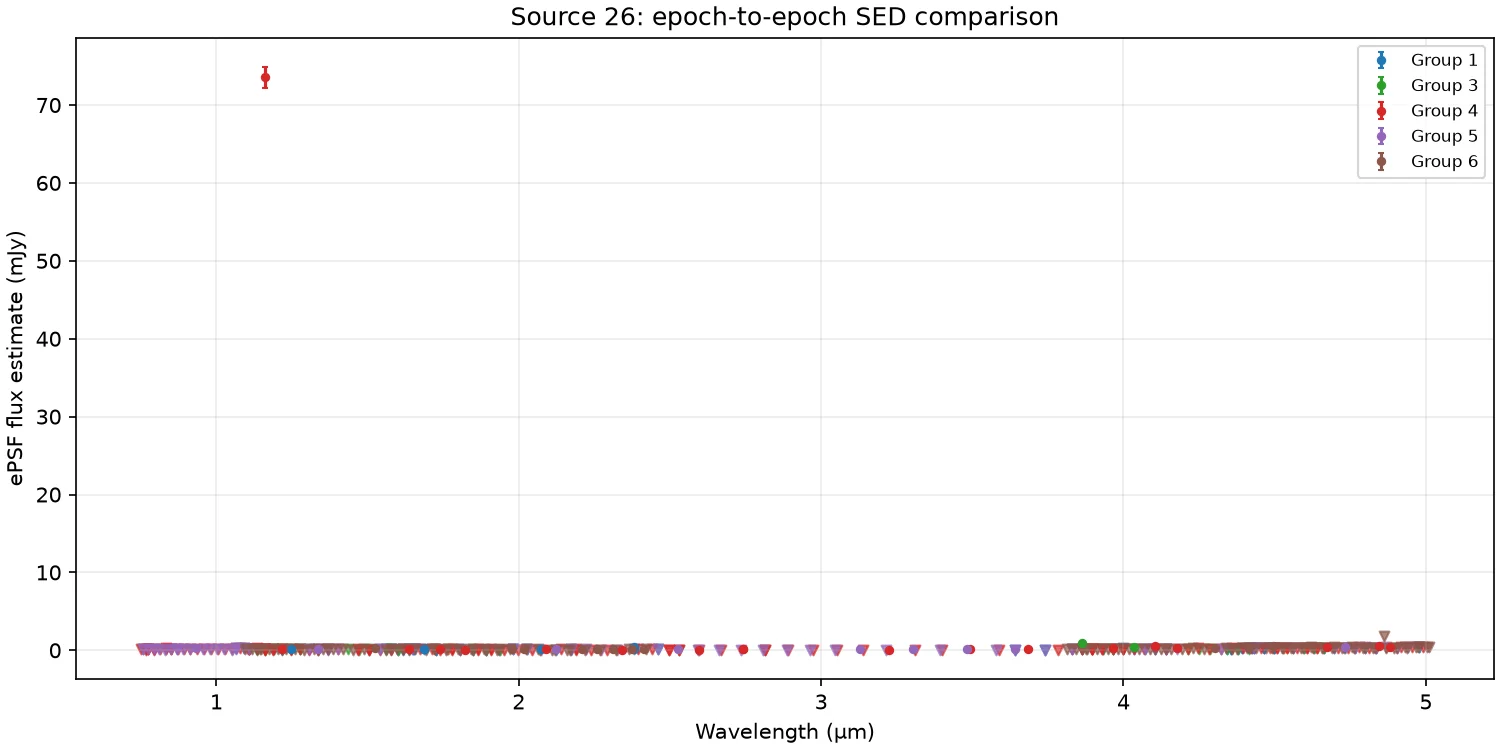 Source 26: epoch-to-epoch SED comparison
ePSF flux estimate (mJy)
70
60
50
40
30
20
10
0
Group 1
Group 3
Group 4
Group 5
Group 6
1 2 3 4 5
Wavelength (μm)